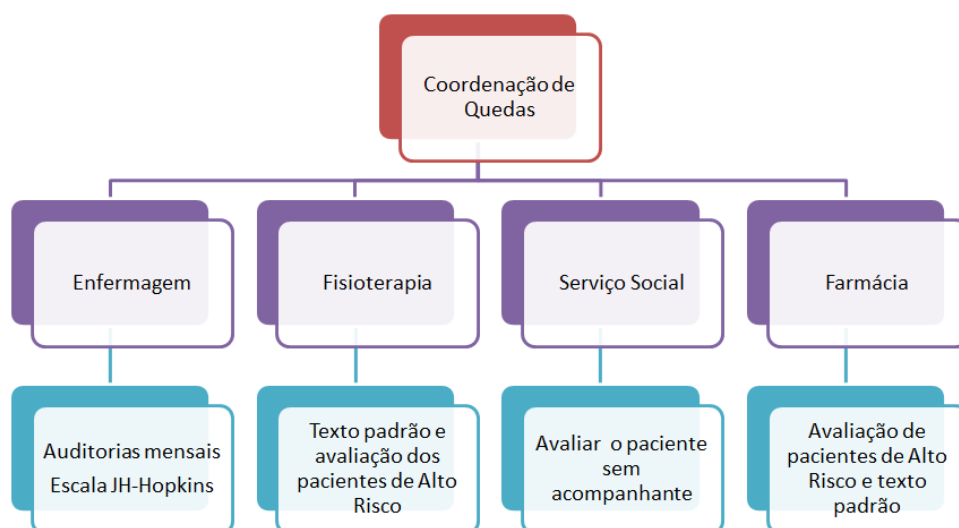 Coordenação de
Quedas
Enfermagem
Fisioterapia
Serviço Social
Farmácia
Auditorias mensais
Escala JH-Hopkins
Texto padrão e
avaliação dos
pacientes de Alto
Risco
Avaliar o paciente
sem
acompanhante
Avaliação de
pacientes de Alto
Risco e texto
padrão